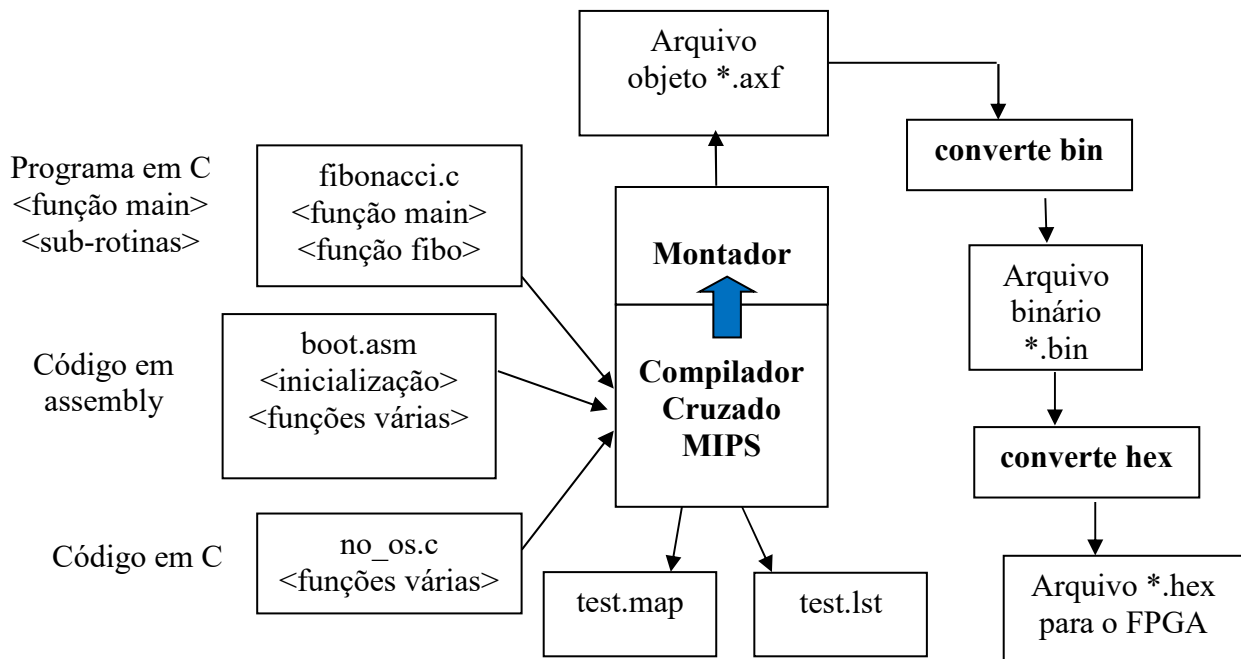 Programa em C
<função main>
<sub-rotinas>
fibonacci.c
<função main>
<função fibo>
Código em
assembly
boot.asm
<inicialização>
<funções várias>
Código em C
no_os.c
<funções várias>
Arquivo
objeto *.axf
Montador
Compilador
Cruzado
MIPS
test.map
test.lst
converte bin
Arquivo
binário
*.bin
converte hex
Arquivo *.hex
para o FPGA